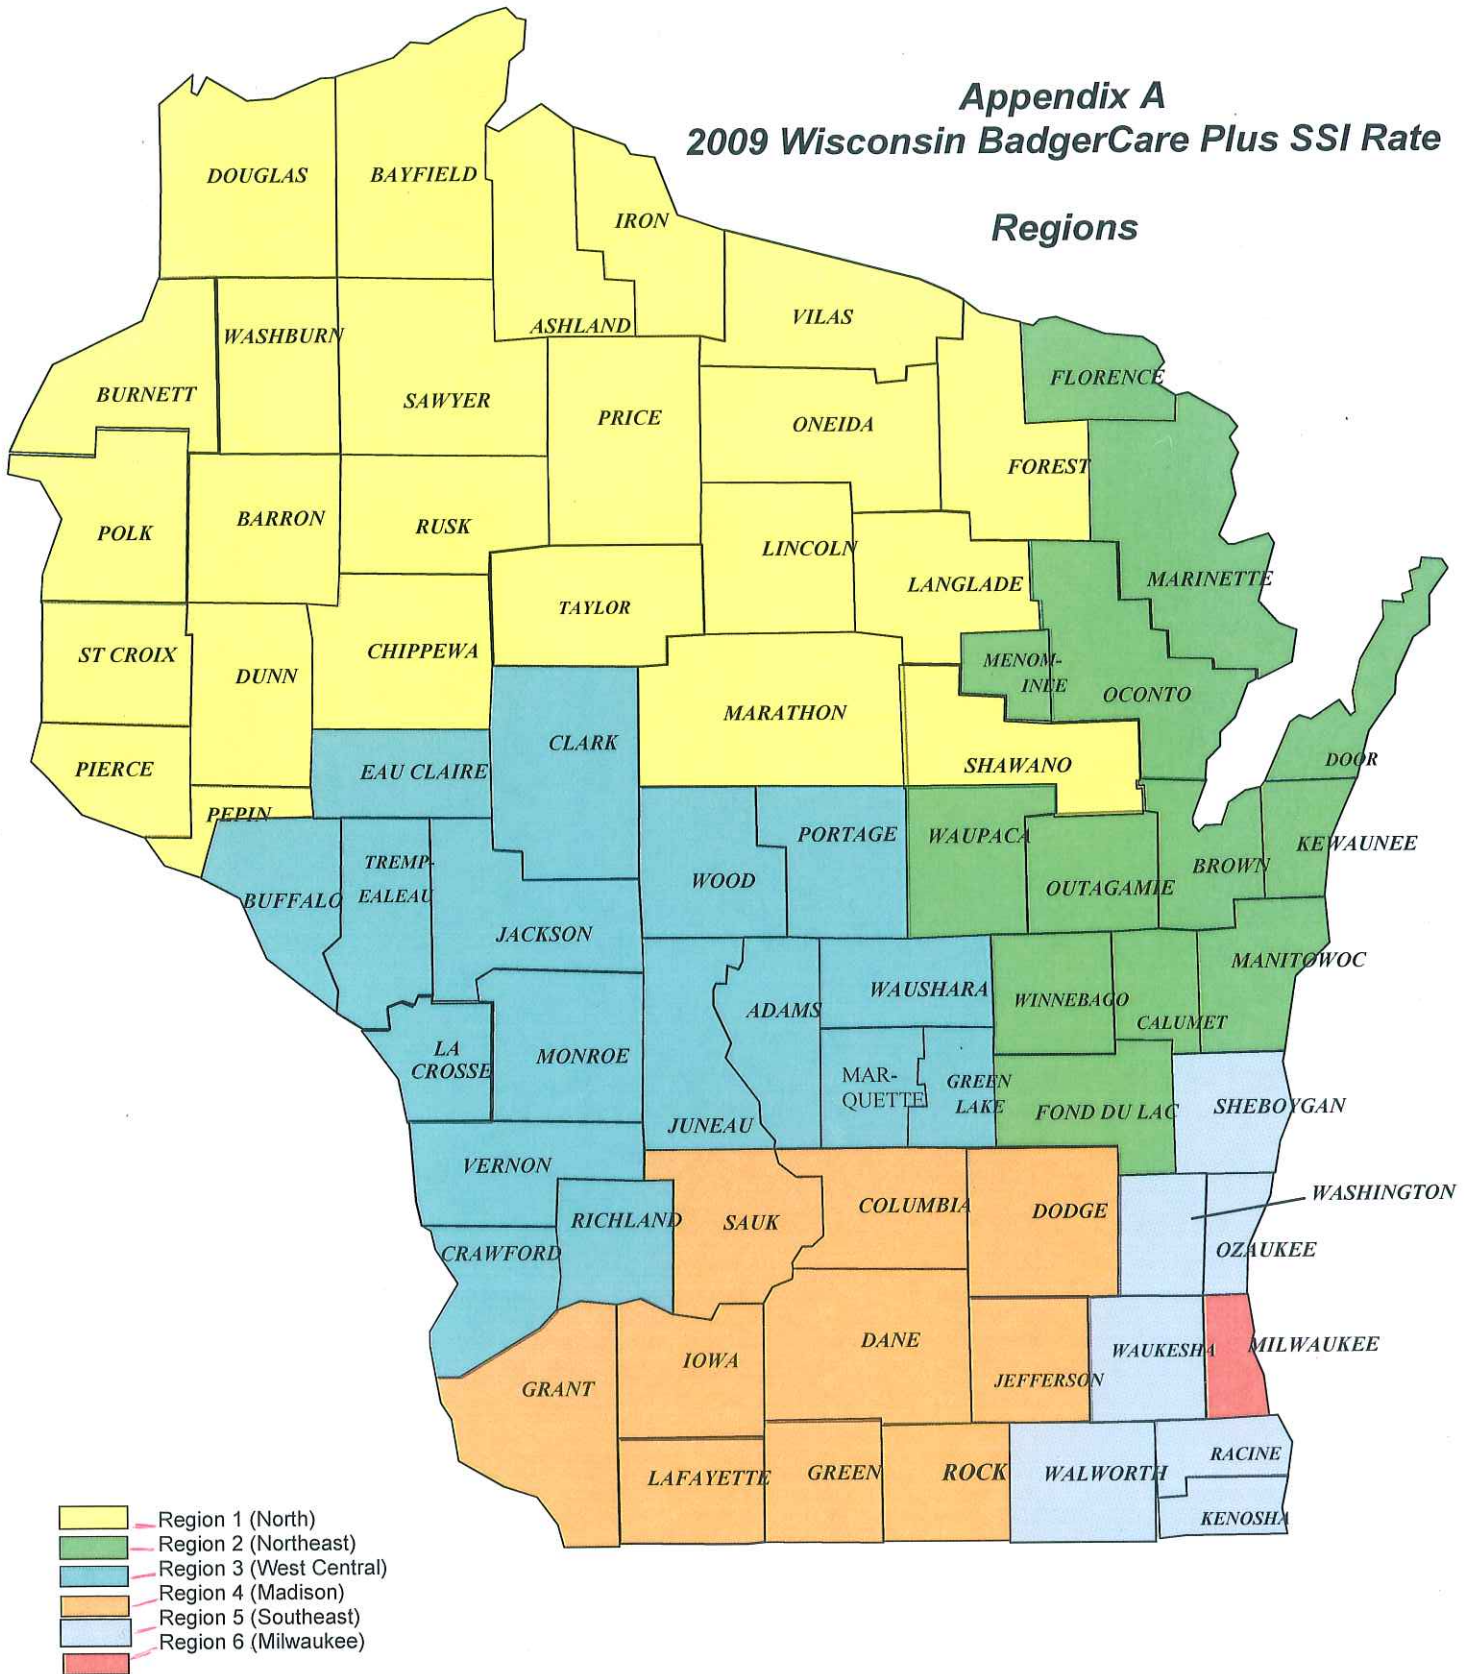 Appendix A
2009 Wisconsin BadgerCare Plus SSI Rate
Regions
DOUGLAS
BAYFIELD
IRON
ASHLAND
VILAS
WASHBURN
BURNETT
SAWYER
PRICE
ONEIDA
FLORENCE
FOREST
POLK
BARRON
RUSK
LINCOLN
LANGLADE
MARINETTE
TAYLOR
ST CROIX
DUNN
CHIPPEWA
MENOM-
INEE
OCONTO
MARATHON
CLARK
PIERCE
EAU CLAIRE
SHAWANO
DOOR
PEPIN
PORTAGE
WAUPACA
KEWAUNEE
TREMP-
EALEAU
WOOD
OUTAGAMIE
BROWN
BUFFALO
JACKSON
MANITOWOC
WAUSHARA
WINNEBAGO
ADAMS
CALUMET
LA
CROSSE
MONROE
MAR-
QUETTE
GREEN
LAKE
FOND DU LAC
SHEBOYGAN
JUNEAU
VERNON
WASHINGTON
RICHLAND
SAUK
COLUMBIA
DODGE
OZAUKEE
CRAWFORD
DANE
WAUKESHA
MILWAUKEE
IOWA
JEFFERSON
GRANT
LAFAYETTE
GREEN
ROCK
WALWORTH
RACINE
KENOSHA
Region 1 (North)
Region 2 (Northeast)
Region 3 (West Central)
Region 4 (Madison)
Region 5 (Southeast)
Region 6 (Milwaukee)